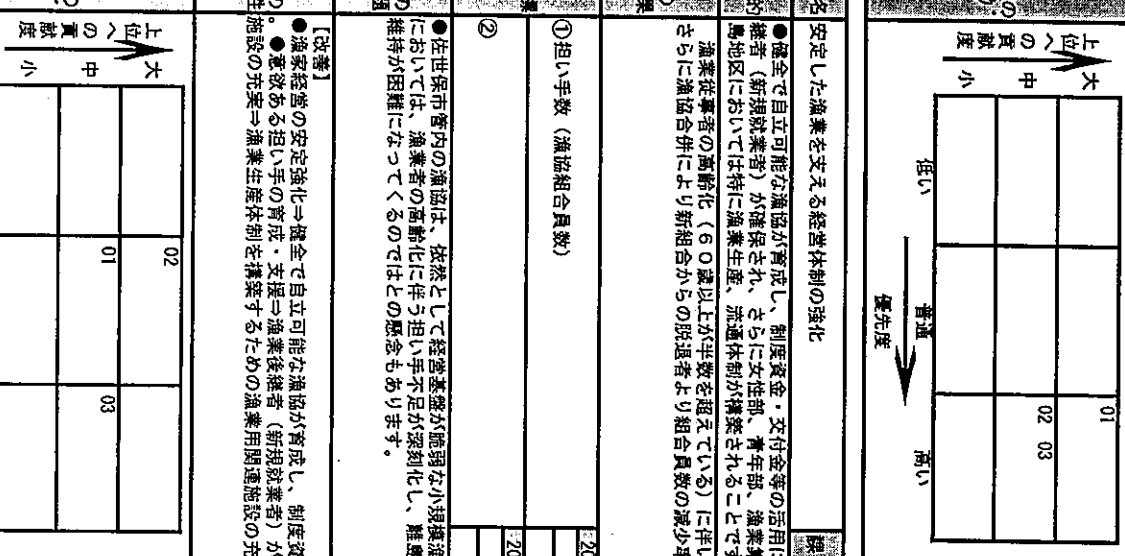 の
上位への貢献度
大
中
小
01
02 03
低い
普通
高い
優先度
名
安定した漁業を支える経営体制の強化
課
的
●健全で自立可能な漁協が育成し、制度資金・交付金等の活用に
継者（新規就業者）が確保され、さらに女性部、青年部、漁業
島地区においては特に漁業生産、流通体制が構築されることです
漁業従事者の高齢化（６０歳以上が半数を超えている）に伴い
さらに漁協合併により新組合からの脱退者より組合員数の減少
果
①担い手数（漁協組合員数）
20
②
20
の
●佐世保市管内の漁協は、依然として経営基盤が脆弱な小規模漁
においては、漁業者の高齢化に伴う担い手不足が深刻化し、離島
維持が困難になってくるのではとの懸念もあります。
題
[改善]
●漁家経営の安定強化⇒健全で自立可能な漁協が育成し、制度資
の。●意欲ある担い手の育成・支援⇒漁業後継者（新規就業者）が
性施設の充実⇒漁業生産体制を構築するための漁業用関連施設の充
上位への貢献度
大
中
小
02
01
03